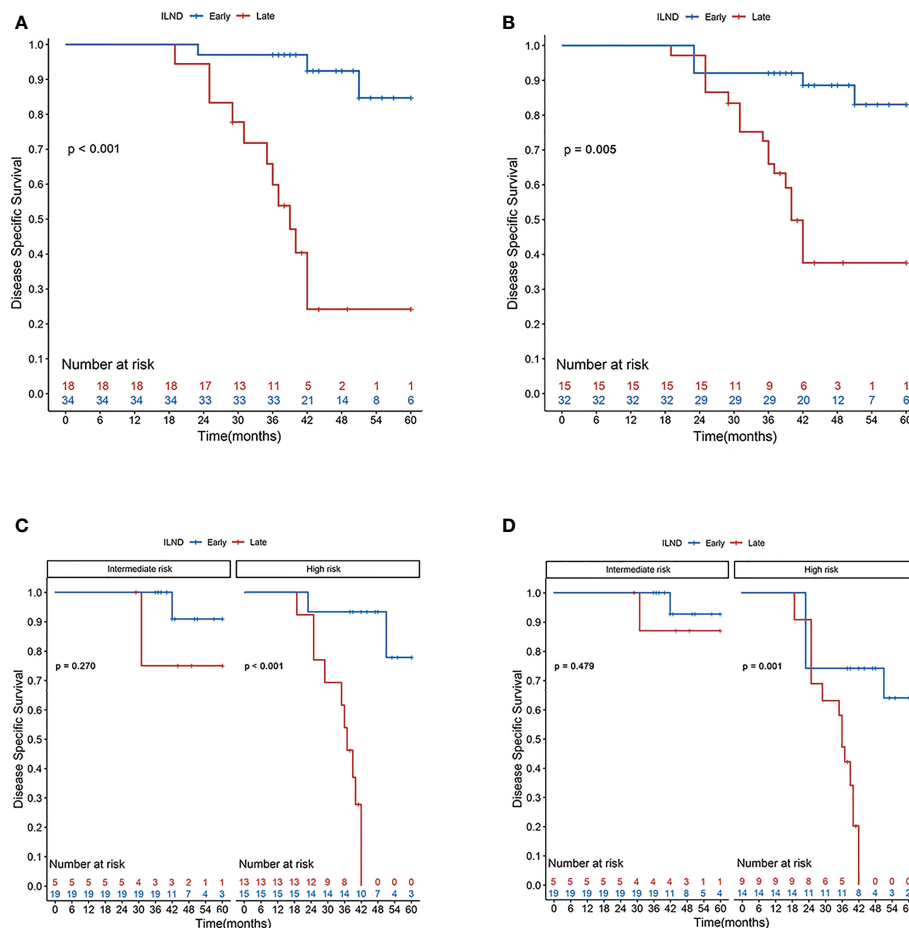 A
ILND Early Late
1.0
0.9
0.8
0.7
0.6
0.5
0.4
0.3
0.2
0.1
0.0
Disease Specific Survival
p < 0.001
Number at risk
18 18 18 18 17 13 11 5 2 1 1
34 34 34 34 33 33 33 21 14 8 6
0 6 12 18 24 30 36 42 48 54 60
Time(months)
B
ILND Early Late
1.0
0.9
0.8
0.7
0.6
0.5
0.4
0.3
0.2
0.1
0.0
Disease Specific Survival
p = 0.005
Number at risk
15 15 15 15 15 11 9 6 3 1 1
32 32 32 32 29 29 29 20 12 7 6
0 6 12 18 24 30 36 42 48 54 60
Time(months)
C
ILND Early Late
Intermediate risk High risk
1.0
0.9
0.8
0.7
0.6
0.5
0.4
0.3
0.2
0.1
0.0
Disease Specific Survival
p = 0.270 p < 0.001
Number at risk Number at risk
5 5 5 5 5 4 3 3 2 1 1 13 13 13 13 12 9 8 0 0 0
19 19 19 19 19 19 19 11 7 4 3 15 15 15 15 14 14 14 10 7 4 3
0 6 12 18 24 30 36 42 48 54 60 0 6 12 18 24 30 36 42 48 54 60
Time(months)
D
ILND Early Late
Intermediate risk High risk
1.0
0.9
0.8
0.7
0.6
0.5
0.4
0.3
0.2
0.1
0.0
Disease Specific Survival
p = 0.479 p = 0.001
Number at risk Number at risk
5 5 5 5 5 4 4 4 3 1 1 9 9 9 9 8 6 5 0 0 0
19 19 19 19 19 19 19 11 8 5 4 14 14 14 14 11 11 11 8 4 3 2
0 6 12 18 24 30 36 42 48 54 60 0 6 12 18 24 30 36 42 48 54 60
Time(months)